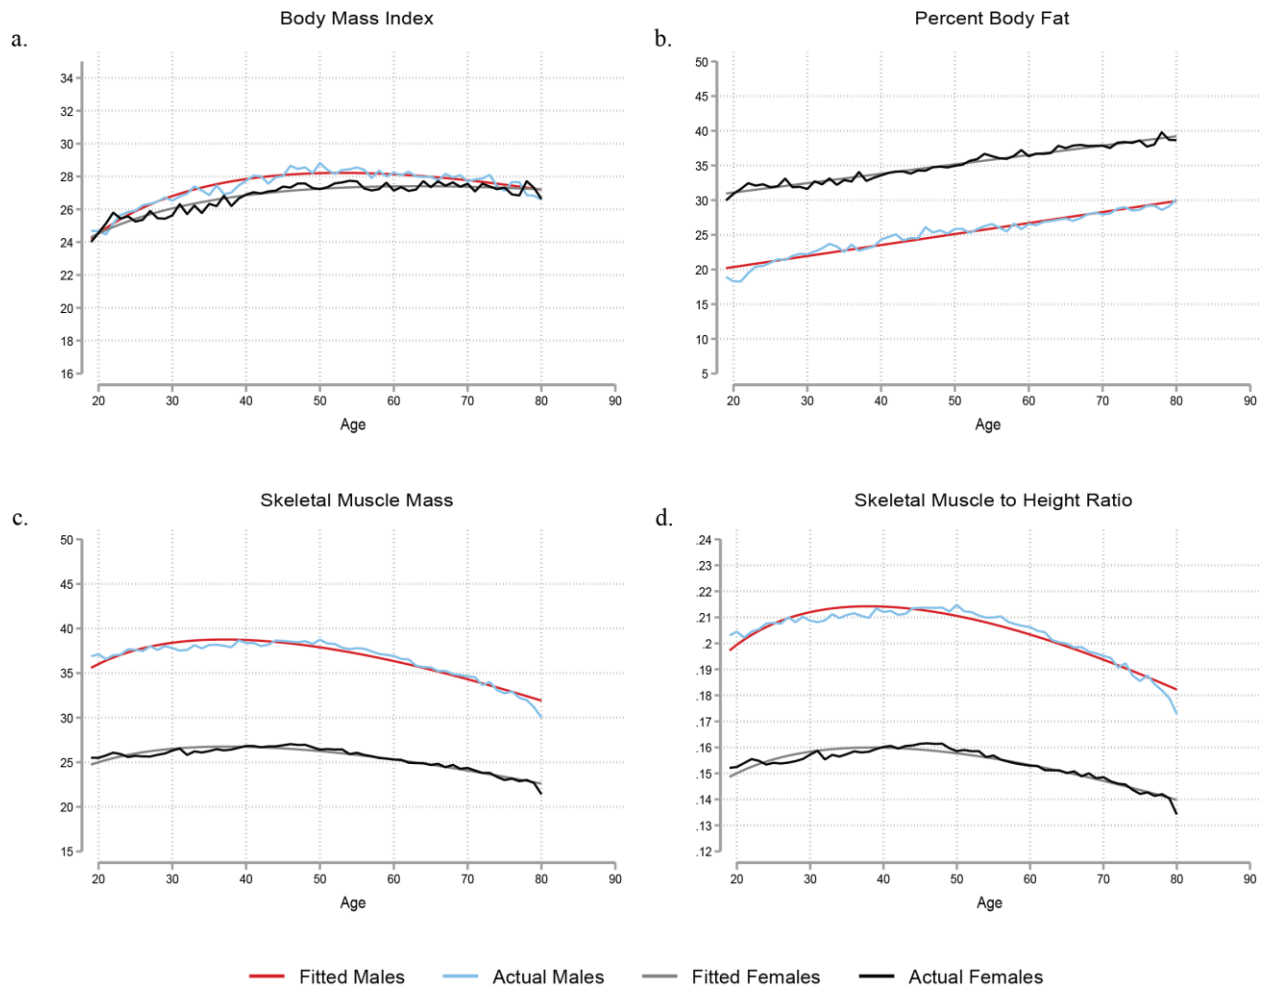 Body Mass Index
a.
34
32
30
28
26
24
22
20
18
16
20 30 40 50 60 70 80 90
Age
Percent Body Fat
b.
50
45
40
35
30
25
20
15
10
5
20 30 40 50 60 70 80 90
Age
Skeletal Muscle Mass
c.
50
45
40
35
30
25
20
15
20 30 40 50 60 70 80 90
Age
Skeletal Muscle to Height Ratio
d.
.24
.23
.22
.21
.2
.19
.18
.17
.16
.15
.14
.13
.12
20 30 40 50 60 70 80 90
Age
Fitted Males Actual Males Fitted Females Actual Females